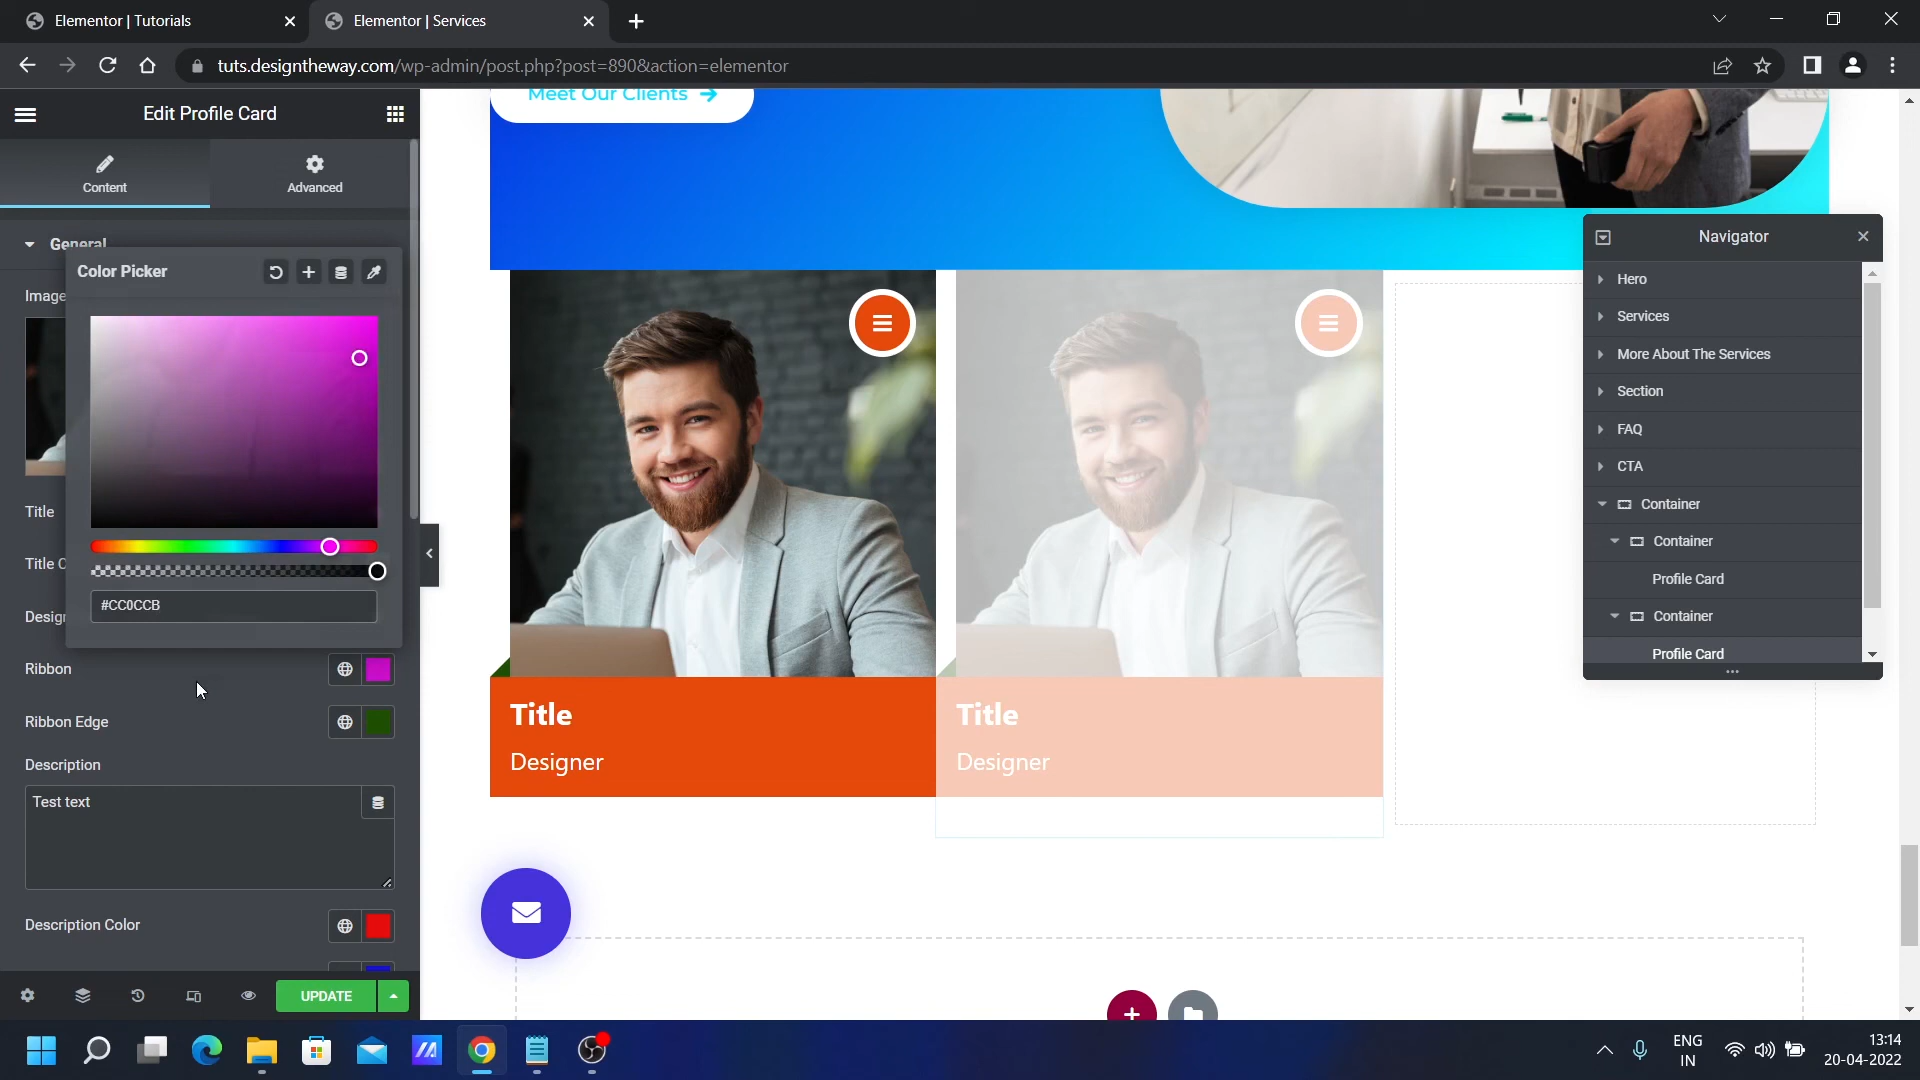 Elementor | Tutorials
Elementor | Services
tuts.designtheway.com/wp-admin/post.php?post=890&action=elementor
Edit Profile Card
Content
Advanced
General
Color Picker
Image
#CC0CCB
Title
Title C
Desig
Ribbon
Ribbon Edge
Description
Test text
Description Color
UPDATE
Meet Our Clients
Title
Designer
Title
Designer
Navigator
Hero
Services
More About The Services
Section
FAQ
CTA
Container
Container
Profile Card
Container
Profile Card
ENG
IN
13:14
20-04-2022